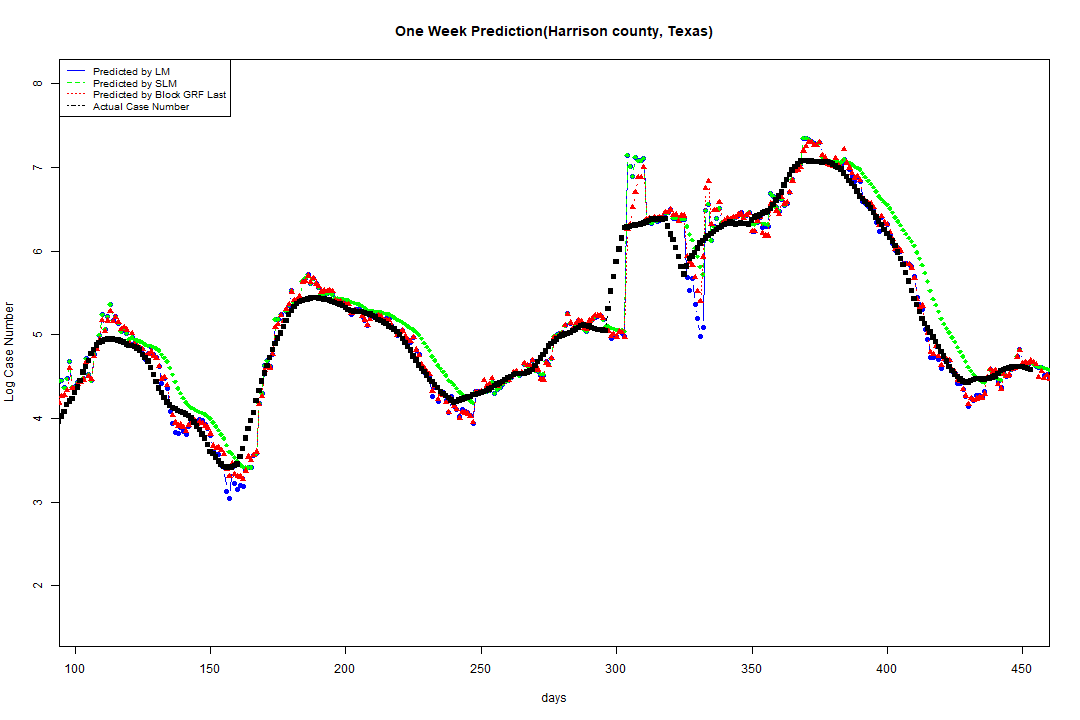 One Week Prediction(Harrison county, Texas)
Predicted by LM
Predicted by SLM
Predicted by Block GRF Last
Actual Case Number
8
7
6
5
4
3
2
Log Case Number
100 150 200 250 300 350 400 450
days